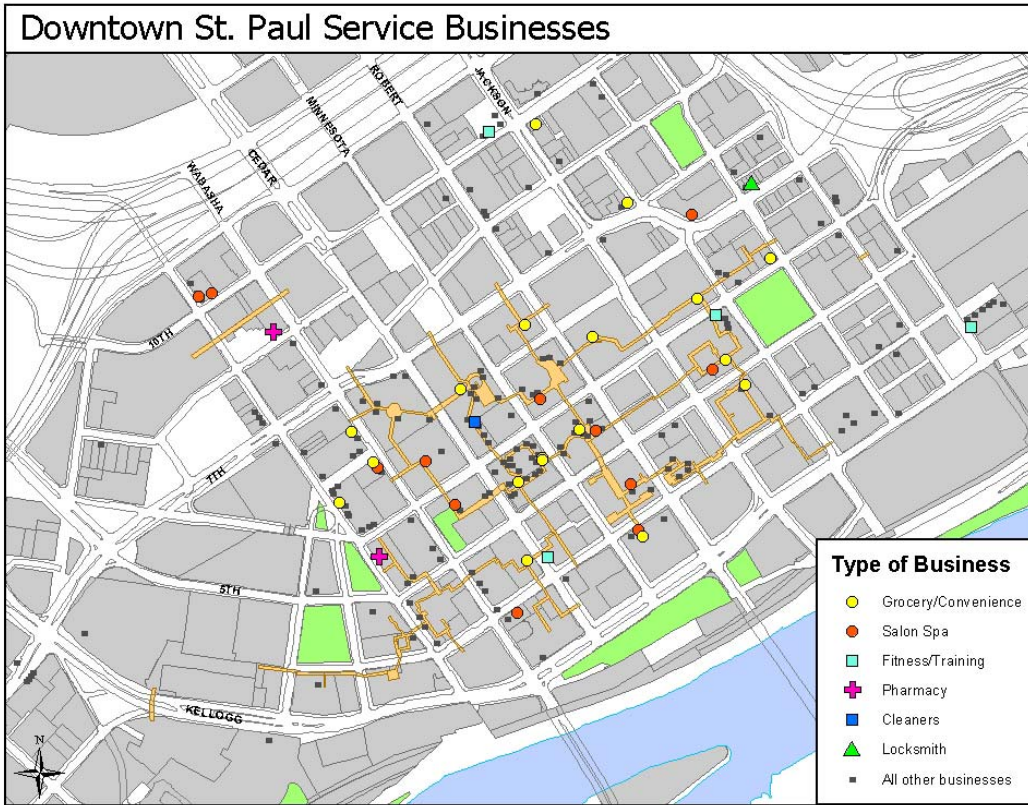 Downtown St. Paul Service Businesses
JACKSON
ROBERT
MINNESOTA
CEDAR
WABASHA
10TH
7TH
5TH
KELLOGG
N
Type of Business
Grocery/Convenience
Salon Spa
Fitness/Training
Pharmacy
Cleaners
Locksmith
All other businesses